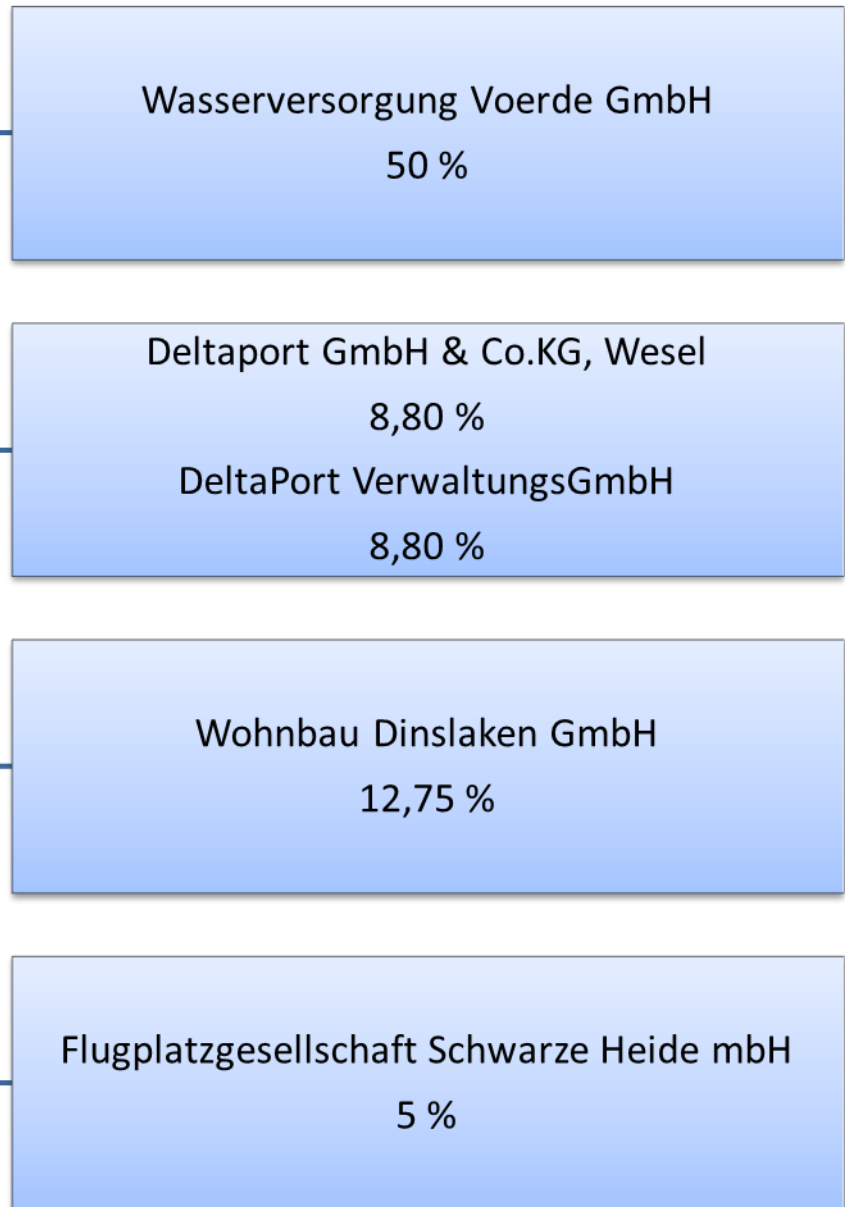 Wasserversorgung Voerde GmbH
50 %
Deltaport GmbH & Co.KG, Wesel
8,80 %
DeltaPort VerwaltungsGmbH
8,80 %
Wohnbau Dinslaken GmbH
12,75 %
Flugplatzgesellschaft Schwarze Heide mbH
5 %